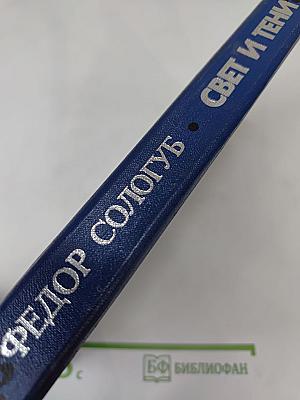 ФЕДОР СОЛОГУБ • СВЕТ И ТЕНИ
с
БФ БИБЛИОФАН